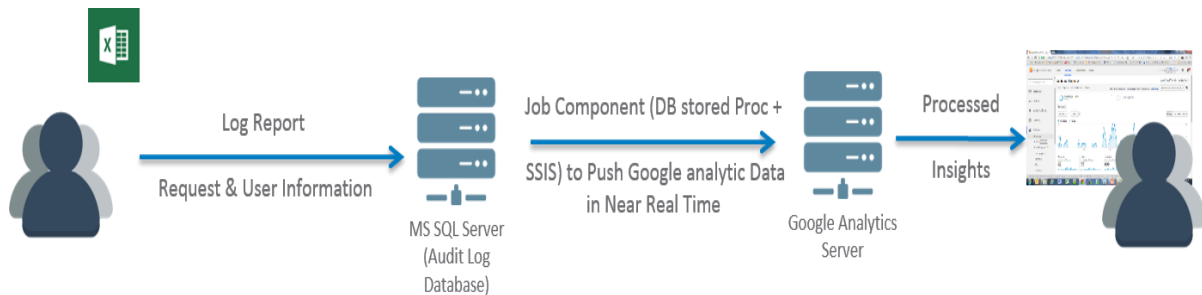 X
Log Report
Request & User Information
MS SQL Server
(Audit Log
Database)
Job Component (DB stored Proc +
SSIS) to Push Google analytic Data
in Near Real Time
Google Analytics
Server
Processed
Insights